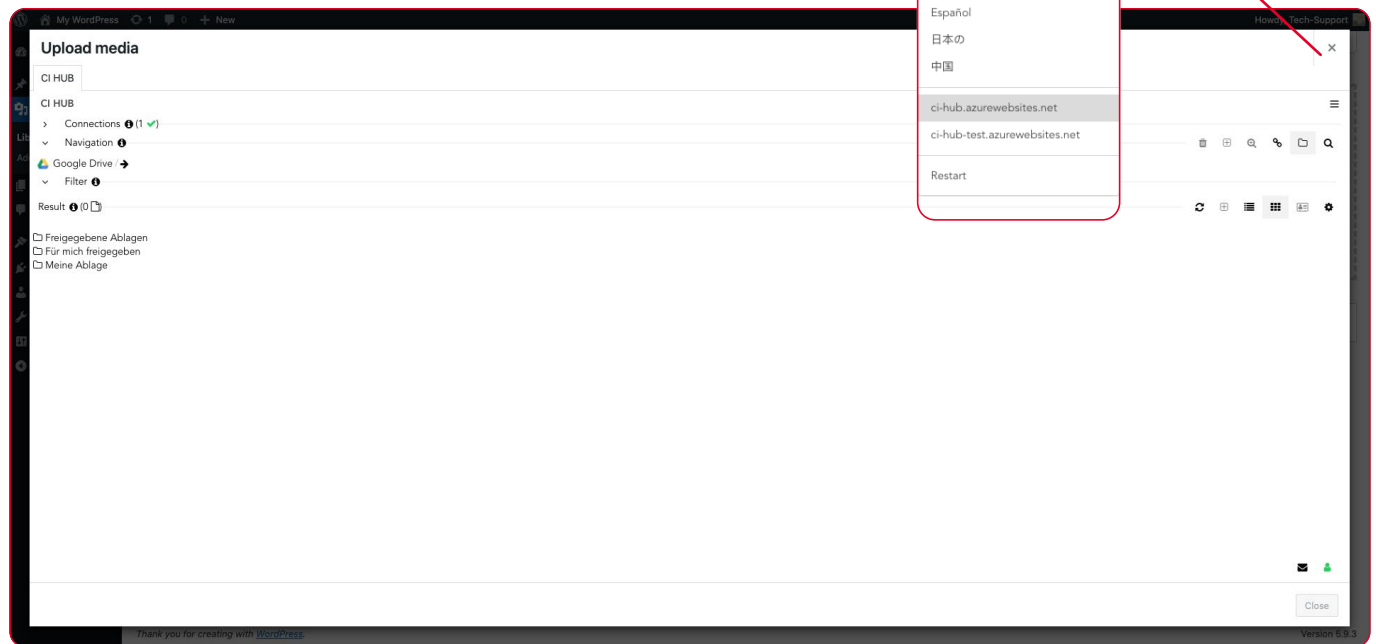 My WordPress 1 0 + New
Howdy, Tech-Support
Upload media
CI HUB
CI HUB
Connections (1 ✔)
Navigation
Google Drive /
Filter
Result (0)
Freigegebene Ablagen
Für mich freigegeben
Meine Ablage
Español
日本の
中国
ci-hub.azurewebsites.net
ci-hub-test.azurewebsites.net
Restart
Close
Lib
Ad
Thank you for creating with WordPress.
Version 5.9.3